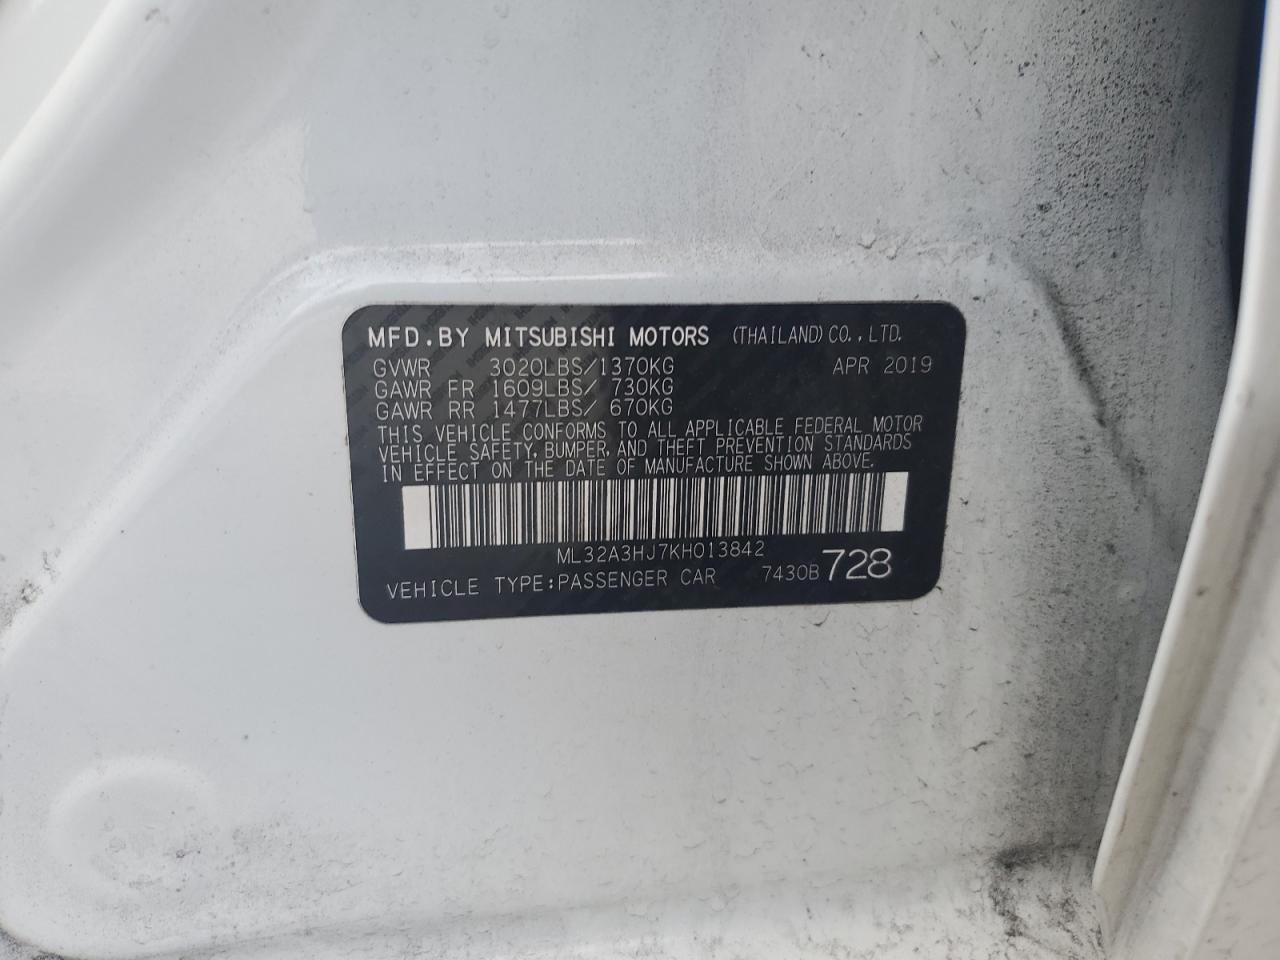 MFD.BY MITSUBISHI MOTORS (THAILAND)CO.,LTD.
GVWR 3020LBS/1370KG APR 2019
GAWR FR 1609LBS/ 730KG
GAWR RR 1477LBS/ 670KG
THIS VEHICLE CONFORMS TO ALL APPLICABLE FEDERAL MOTOR
VEHICLE SAFETY, BUMPER, AND THEFT PREVENTION STANDARDS
IN EFFECT ON THE DATE OF MANUFACTURE SHOWN ABOVE.
ML32A3HJ7KH013842
VEHICLE TYPE:PASSENGER CAR 7430B 728